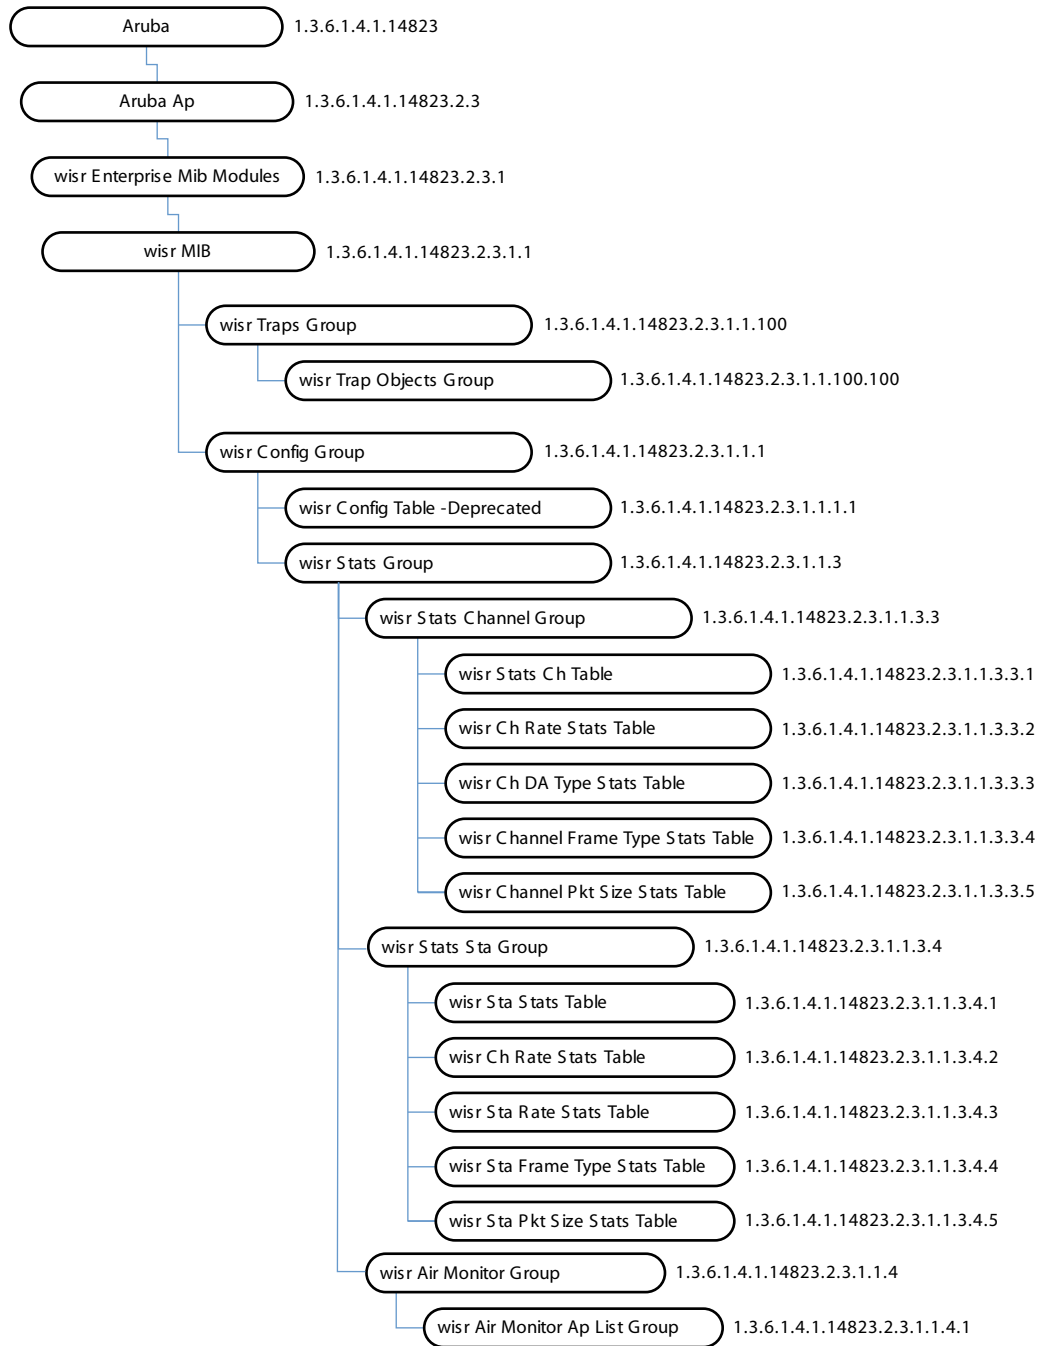 Aruba 1.3.6.1.4.1.14823
Aruba Ap 1.3.6.1.4.1.14823.2.3
wisr Enterprise Mib Modules 1.3.6.1.4.1.14823.2.3.1
wisr MIB 1.3.6.1.4.1.14823.2.3.1.1
wisr Traps Group 1.3.6.1.4.1.14823.2.3.1.1.100
wisr Trap Objects Group 1.3.6.1.4.1.14823.2.3.1.1.100.100
wisr Config Group 1.3.6.1.4.1.14823.2.3.1.1.1
wisr Config Table -Deprecated 1.3.6.1.4.1.14823.2.3.1.1.1.1
wisr Stats Group 1.3.6.1.4.1.14823.2.3.1.1.3
wisr Stats Channel Group 1.3.6.1.4.1.14823.2.3.1.1.3.3
wisr Stats Ch Table 1.3.6.1.4.1.14823.2.3.1.1.3.3.1
wisr Ch Rate Stats Table 1.3.6.1.4.1.14823.2.3.1.1.3.3.2
wisr Ch DA Type Stats Table 1.3.6.1.4.1.14823.2.3.1.1.3.3.3
wisr Channel Frame Type Stats Table 1.3.6.1.4.1.14823.2.3.1.1.3.3.4
wisr Channel Pkt Size Stats Table 1.3.6.1.4.1.14823.2.3.1.1.3.3.5
wisr Stats Sta Group 1.3.6.1.4.1.14823.2.3.1.1.3.4
wisr Sta Stats Table 1.3.6.1.4.1.14823.2.3.1.1.3.4.1
wisr Ch Rate Stats Table 1.3.6.1.4.1.14823.2.3.1.1.3.4.2
wisr Sta Rate Stats Table 1.3.6.1.4.1.14823.2.3.1.1.3.4.3
wisr Sta Frame Type Stats Table 1.3.6.1.4.1.14823.2.3.1.1.3.4.4
wisr Sta Pkt Size Stats Table 1.3.6.1.4.1.14823.2.3.1.1.3.4.5
wisr Air Monitor Group 1.3.6.1.4.1.14823.2.3.1.1.4
wisr Air Monitor Ap List Group 1.3.6.1.4.1.14823.2.3.1.1.4.1